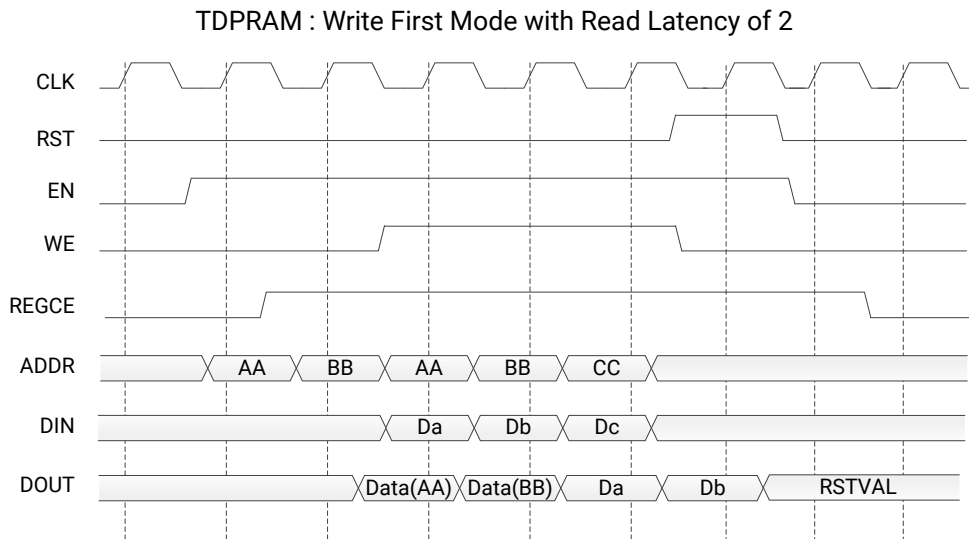 TDPRAM : Write First Mode with Read Latency of 2
CLK
RST
EN
WE
REGCE
ADDR AA BB AA BB CC
DIN Da Db Dc
DOUT Data(AA) Data(BB) Da Db RSTVAL